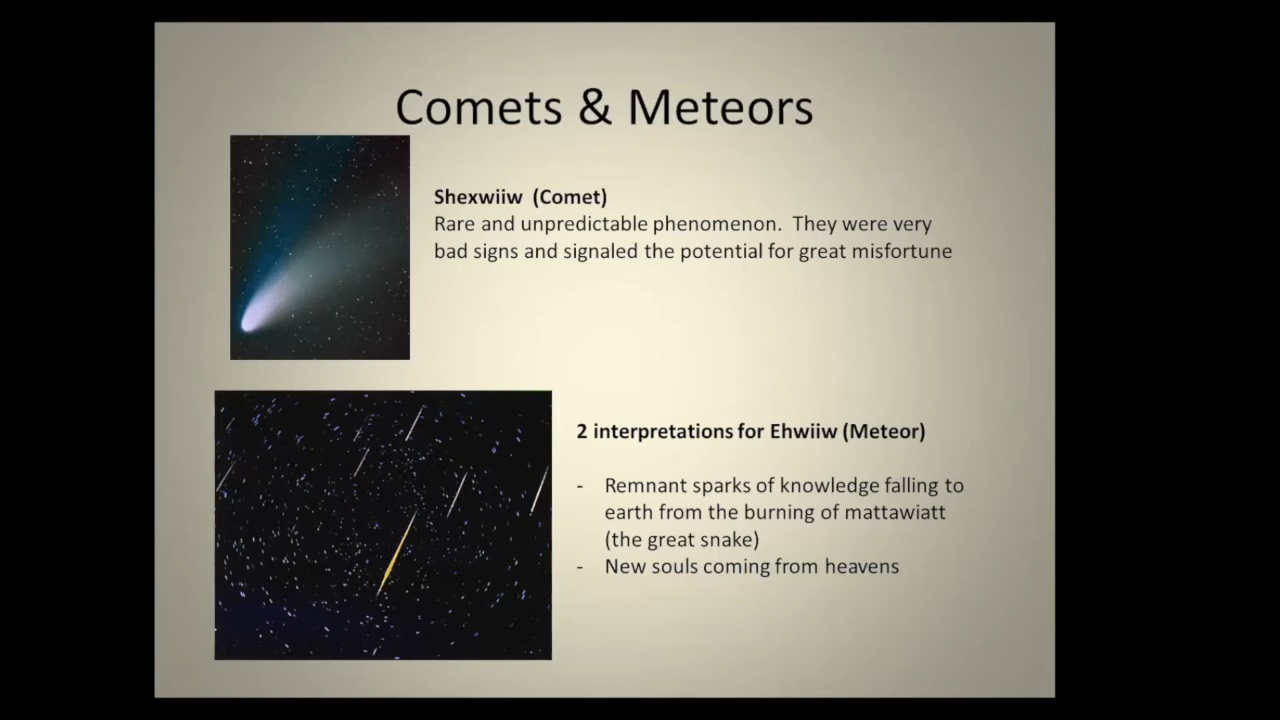 Comets & Meteors
Shexwiiw (Comet)
Rare and unpredictable phenomenon. They were very
bad signs and signaled the potential for great misfortune
2 interpretations for Ehwiiw (Meteor)
- Remnant sparks of knowledge falling to
earth from the burning of mattawiatt
(the great snake)
- New souls coming from heavens